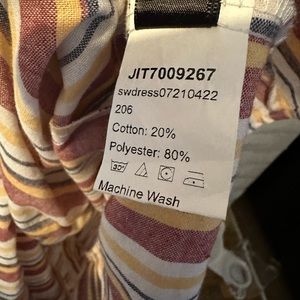 JIT7009267
swdress07210422
206
Cotton: 20%
Polyester: 80%
Machine Wash